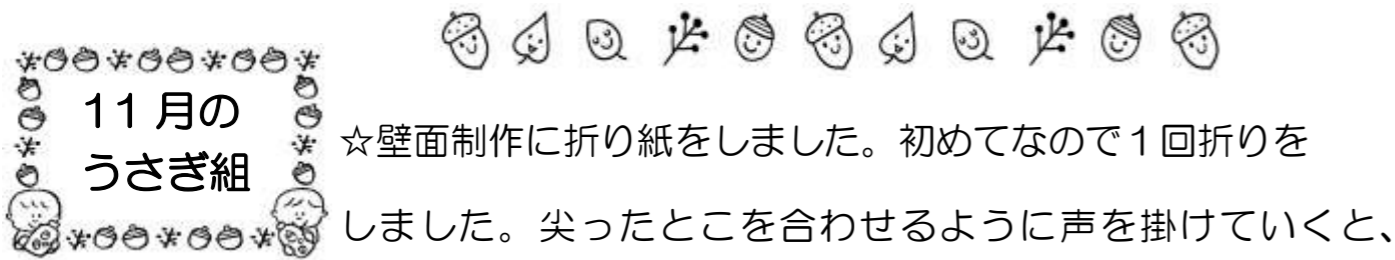 11月の
うさぎ組
☆壁面制作に折り紙をしました。初めてなので1回折りを
しました。尖ったとこを合わせるように声を掛けていくと、